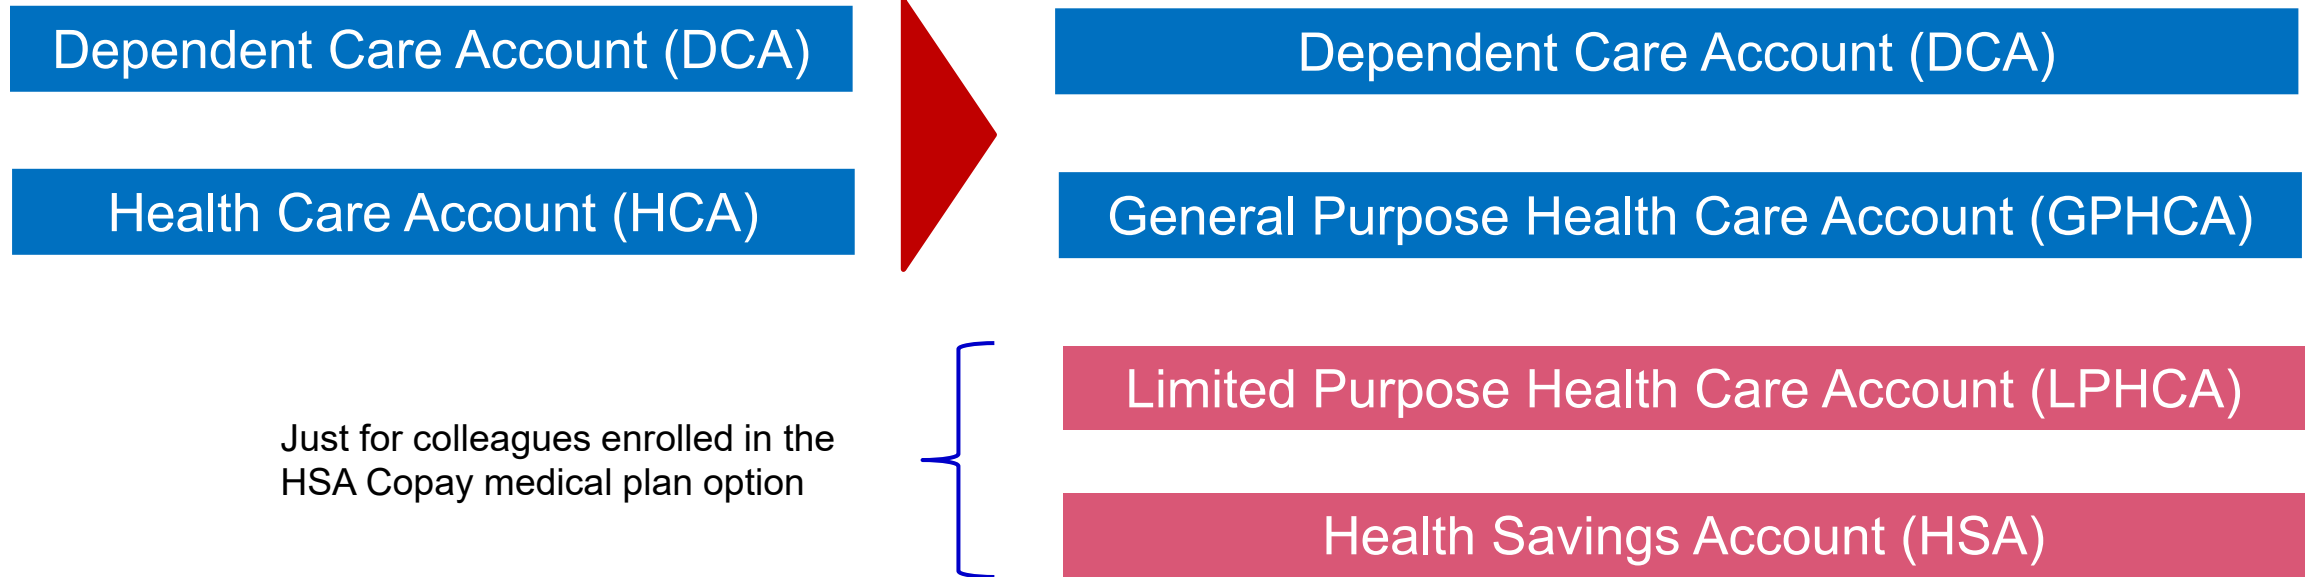 Dependent Care Account (DCA)
Health Care Account (HCA)
Dependent Care Account (DCA)
General Purpose Health Care Account (GPHCA)
Just for colleagues enrolled in the
HSA Copay medical plan option
Limited Purpose Health Care Account (LPHCA)
Health Savings Account (HSA)